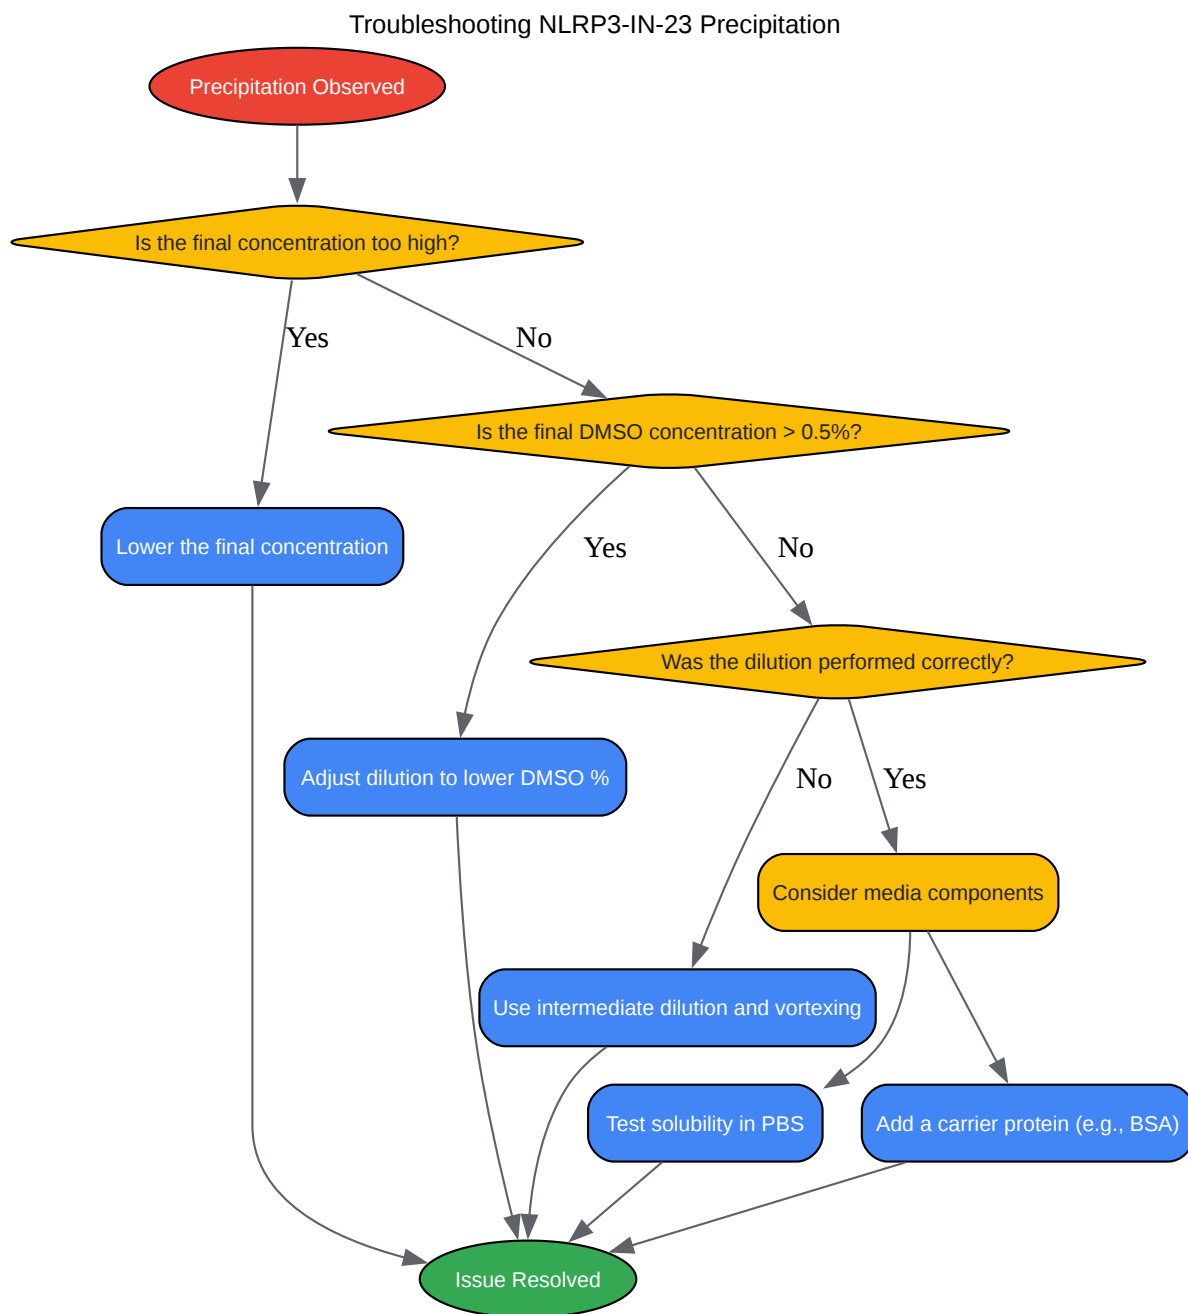 Troubleshooting NLRP3-IN-23 Precipitation
Precipitation Observed
Is the final concentration too high?
Yes
No
Is the final DMSO concentration > 0.5%?
Lower the final concentration
Yes
No
Was the dilution performed correctly?
Adjust dilution to lower DMSO %
No
Yes
Consider media components
Use intermediate dilution and vortexing
Test solubility in PBS
Add a carrier protein (e.g., BSA)
Issue Resolved